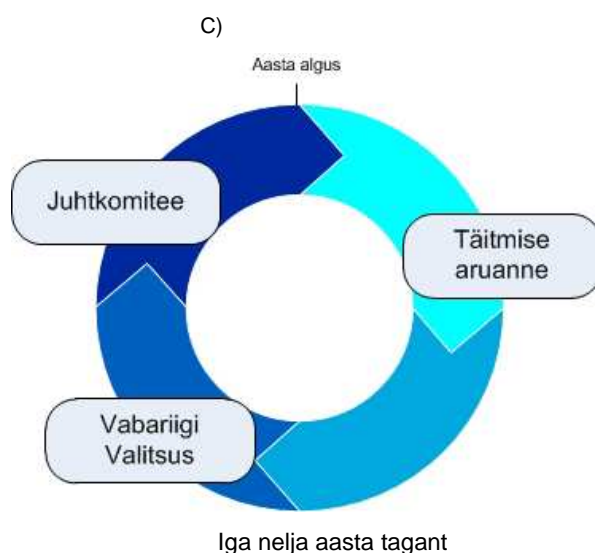 C)
Aasta algus
Juhtkomitee
Täitmise
aruanne
Vabariigi
Valitsus
Iga nelja aasta tagant